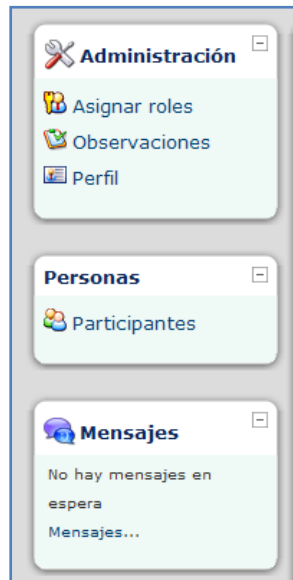 Administración
Asignar roles
Observaciones
Perfil
Personas
Participantes
Mensajes
No hay mensajes en
espera
Mensajes...